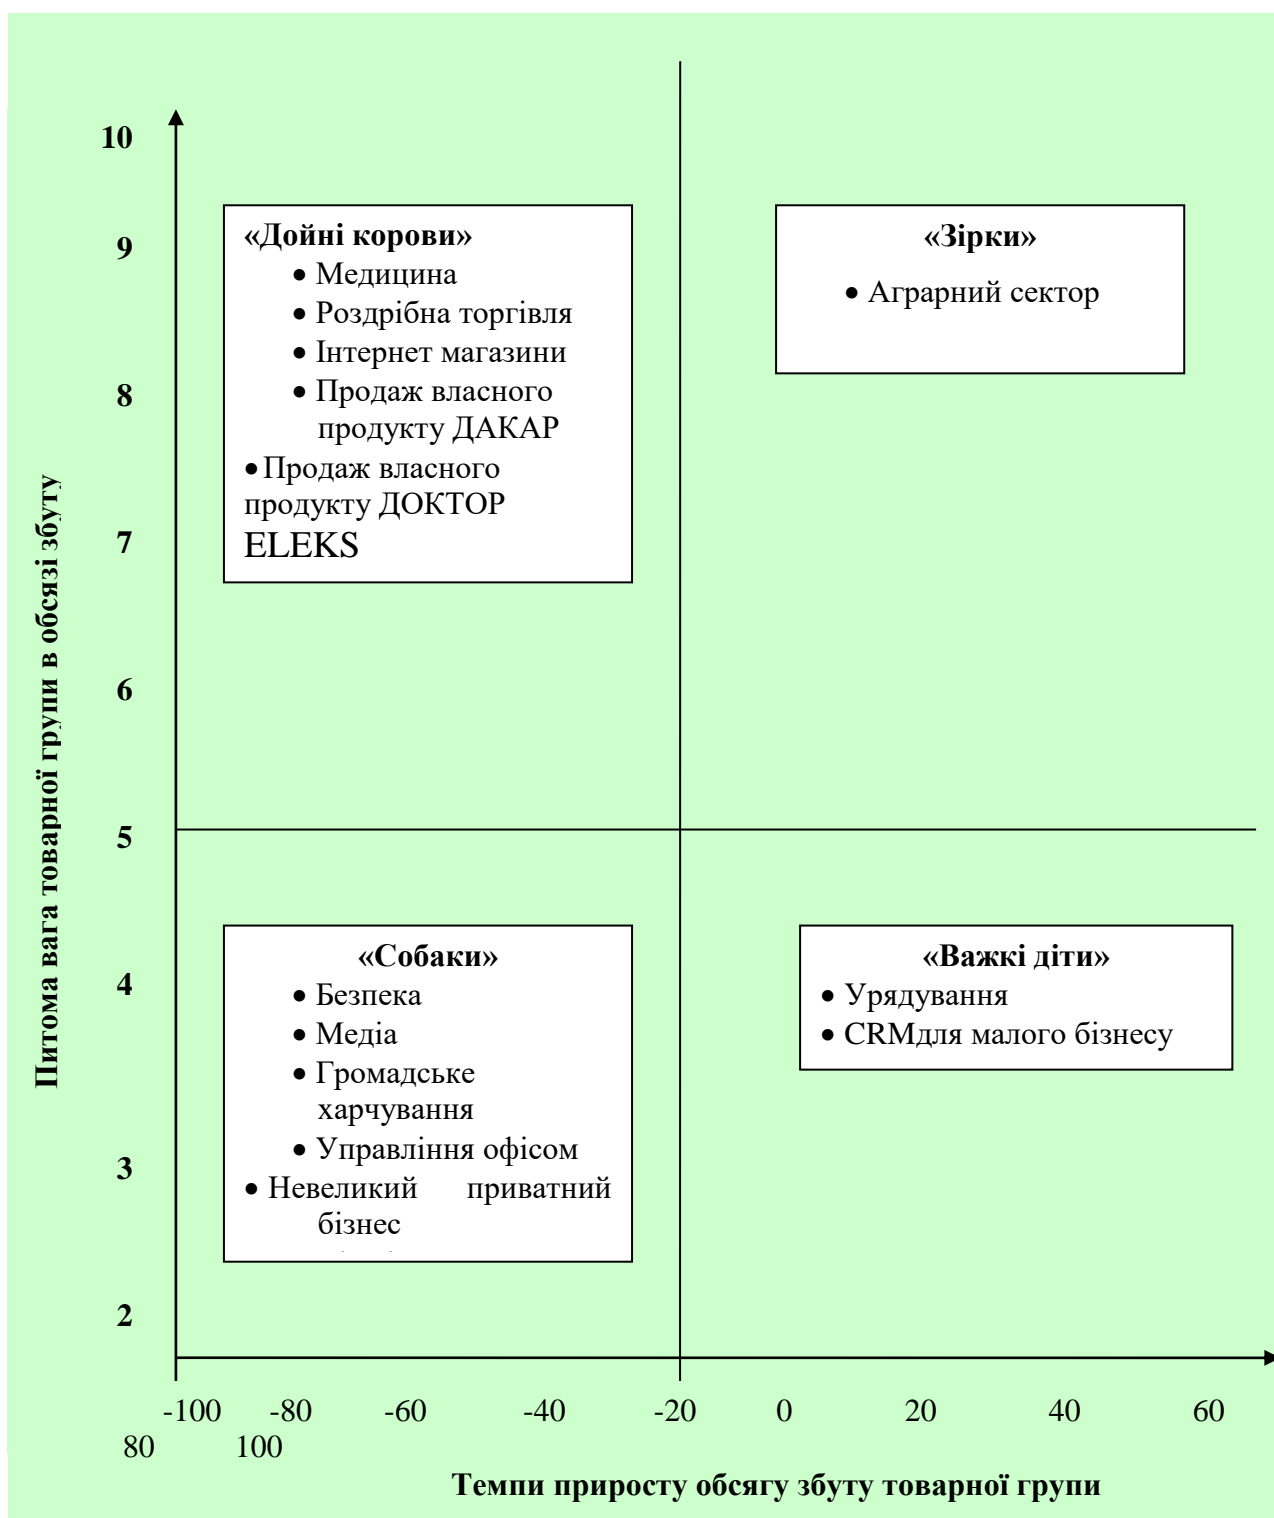 10
9
8
7
6
5
4
3
2
Питома вага товарної групи в обсязі збуту
«Дойні корови»
• Медицина
• Роздрібна торгівля
• Інтернет магазини
• Продаж власного
продукту ДАКАР
• Продаж власного
продукту ДОКТОР
ELEKS
«Зірки»
• Аграрний сектор
«Собаки»
• Безпека
• Медіа
• Громадське
харчування
• Управління офісом
• Невеликий приватний
бізнес
«Важкі діти»
• Урядування
• CRMдля малого бізнесу
-100 -80 -60 -40 -20 0 20 40 60
80 100
Темпи приросту обсягу збуту товарної групи